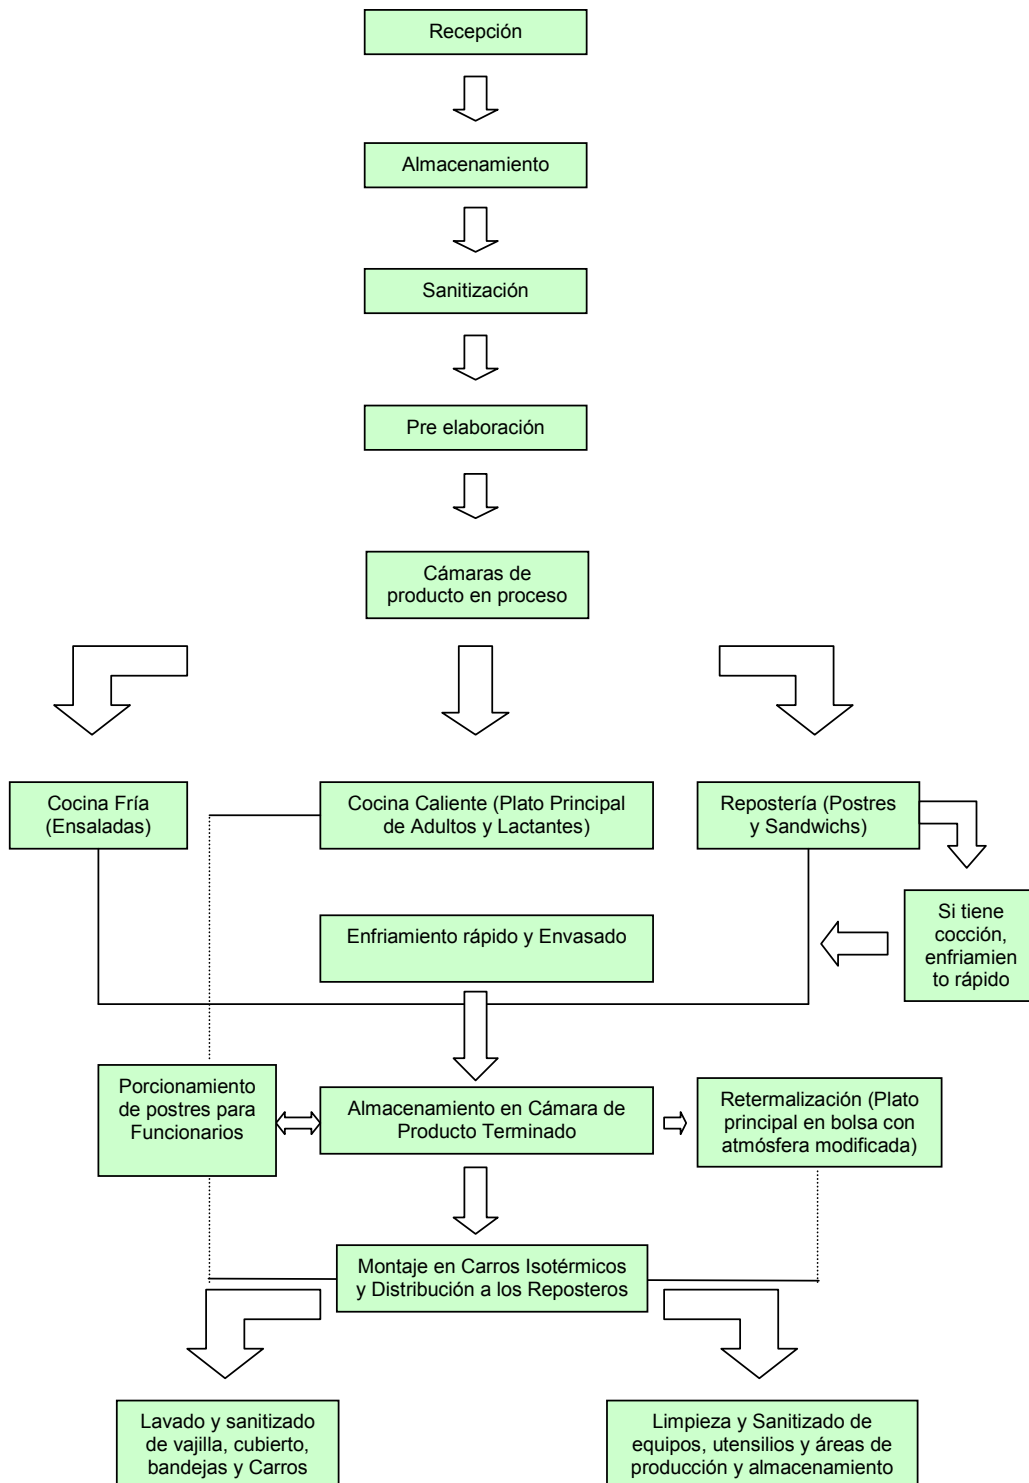 Recepción
Almacenamiento
Sanitización
Pre elaboración
Cámaras de
producto en proceso
Cocina Fría
(Ensaladas)
Cocina Caliente (Plato Principal
de Adultos y Lactantes)
Repostería (Postres
y Sandwichs)
Si tiene
cocción,
enfriamien
to rápido
Enfriamiento rápido y Envasado
Porcionamiento
de postres para
Funcionarios
Almacenamiento en Cámara de
Producto Terminado
Retermalización (Plato
principal en bolsa con
atmósfera modificada)
Montaje en Carros Isotérmicos
y Distribución a los Reposteros
Lavado y sanitizado
de vajilla, cubierto,
bandejas y Carros
Limpieza y Sanitizado de
equipos, utensilios y áreas de
producción y almacenamiento